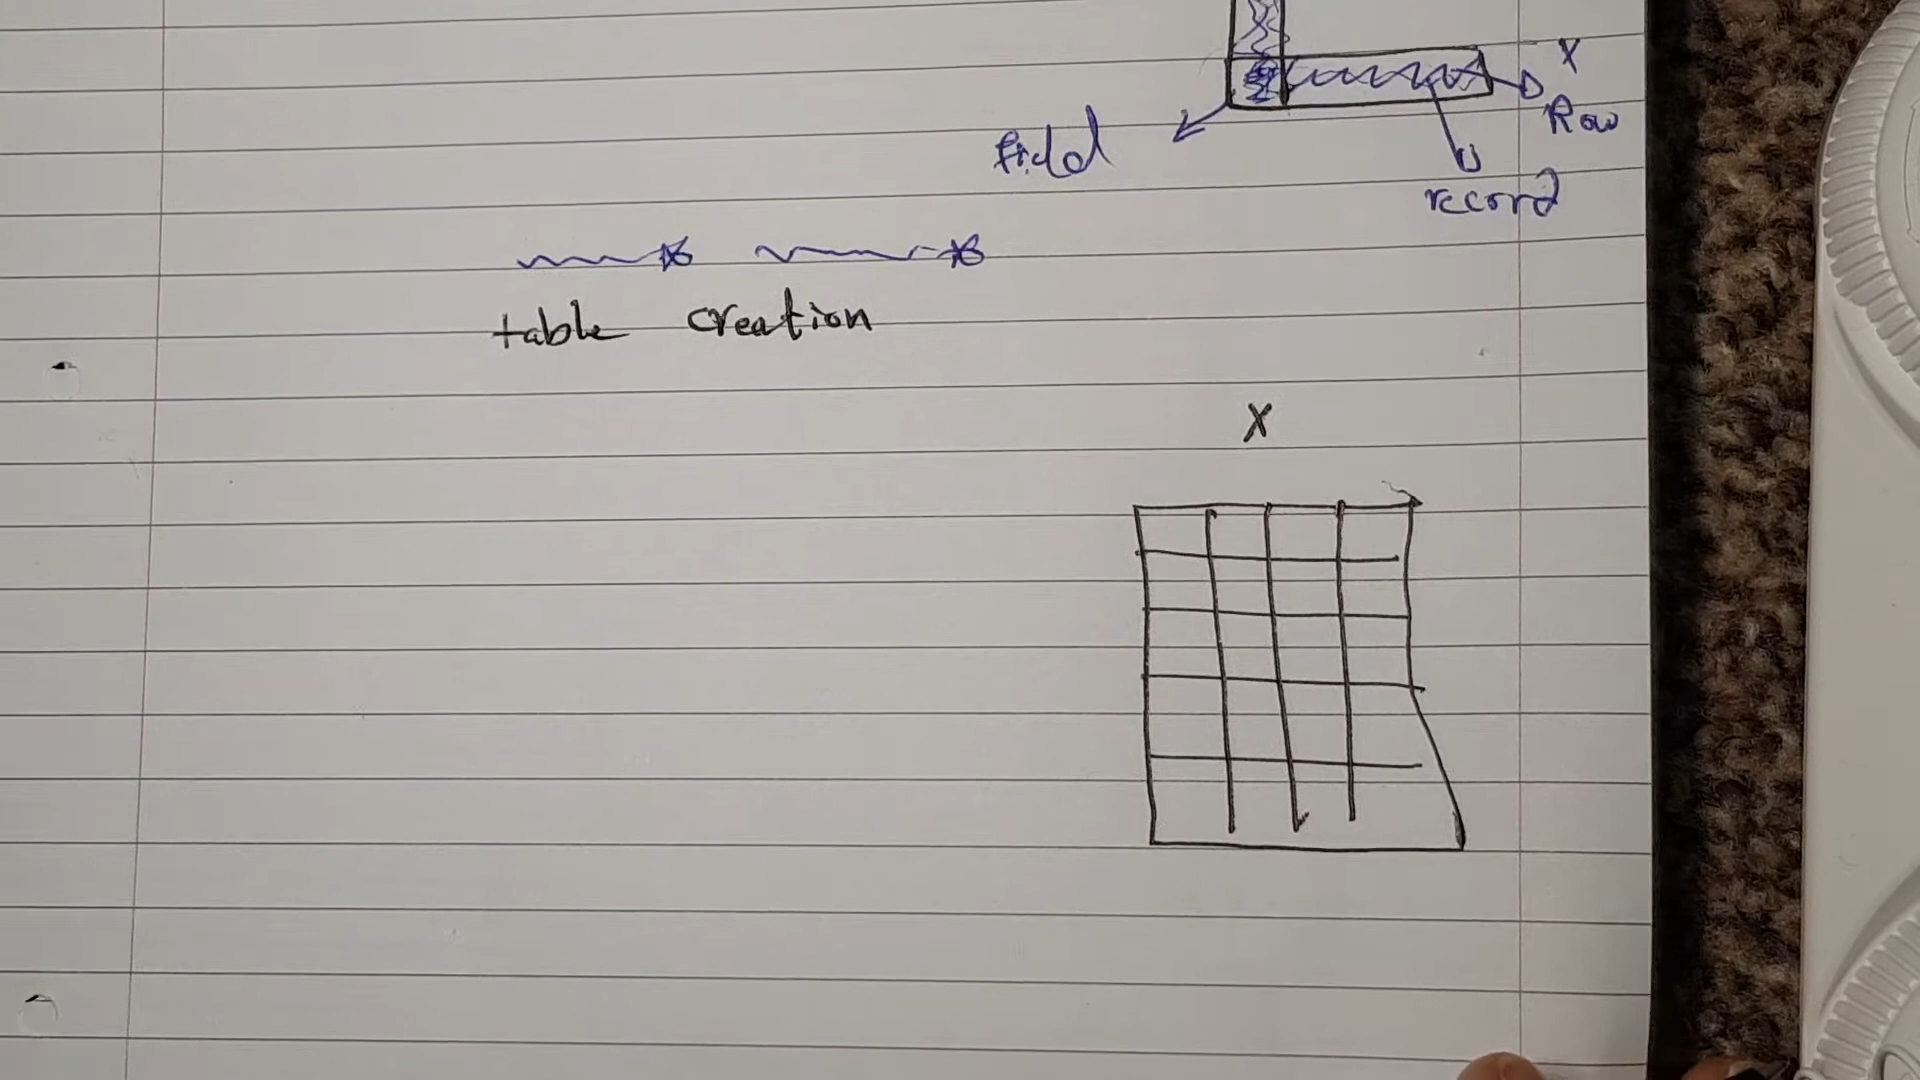 X
Row
field
record
table creation
X